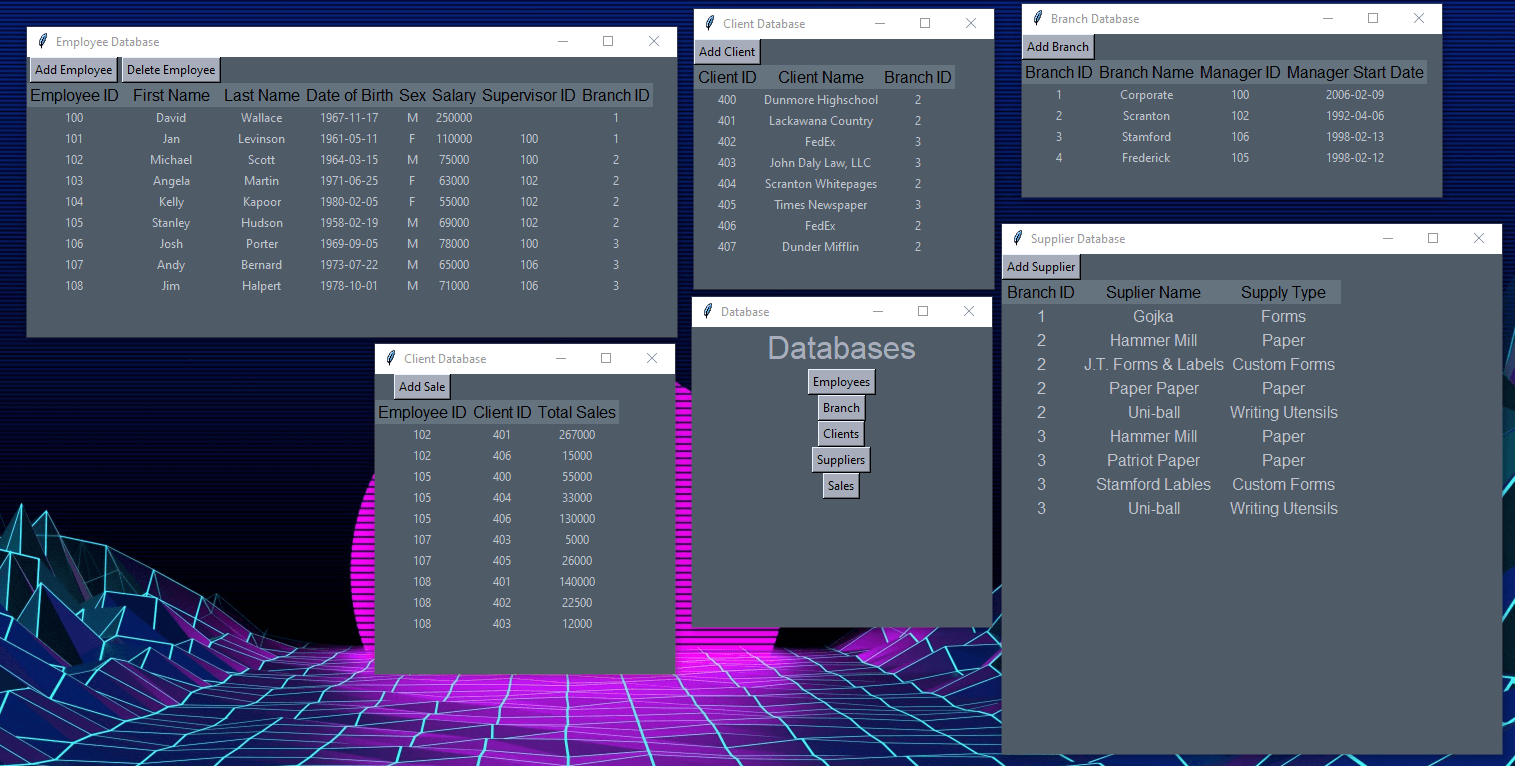 Employee Database
Add Employee Delete Employee
Employee ID First Name Last Name Date of Birth Sex Salary Supervisor ID Branch ID
100 David Wallace 1967-11-17 M 250000 1
101 Jan Levinson 1961-05-11 F 110000 100 1
102 Michael Scott 1964-03-15 M 75000 100 2
103 Angela Martin 1971-06-25 F 63000 102 2
104 Kelly Kapoor 1980-02-05 F 55000 102 2
105 Stanley Hudson 1958-02-19 M 69000 102 2
106 Josh Porter 1969-09-05 M 78000 100 3
107 Andy Bernard 1973-07-22 M 65000 106 3
108 Jim Halpert 1978-10-01 M 71000 106 3
Client Database
Add Client
Client ID Client Name Branch ID
400 Dunmore Highschool 2
401 Lackawana Country 2
402 FedEx 3
403 John Daly Law, LLC 3
404 Scranton Whitepages 2
405 Times Newspaper 3
406 FedEx 2
407 Dunder Mifflin 2
Branch Database
Add Branch
Branch ID Branch Name Manager ID Manager Start Date
1 Corporate 100 2006-02-09
2 Scranton 102 1992-04-06
3 Stamford 106 1998-02-13
4 Frederick 105 1998-02-12
Client Database
Add Sale
Employee ID Client ID Total Sales
102 401 267000
102 406 15000
105 400 55000
105 404 33000
105 406 130000
107 403 5000
107 405 26000
108 401 140000
108 402 22500
108 403 12000
Database
Databases
Employees
Branch
Clients
Suppliers
Sales
Supplier Database
Add Supplier
Branch ID Suplier Name Supply Type
1 Gojka Forms
2 Hammer Mill Paper
2 J.T. Forms & Labels Custom Forms
2 Paper Paper Paper
2 Uni-ball Writing Utensils
3 Hammer Mill Paper
3 Patriot Paper Paper
3 Stamford Lables Custom Forms
3 Uni-ball Writing Utensils